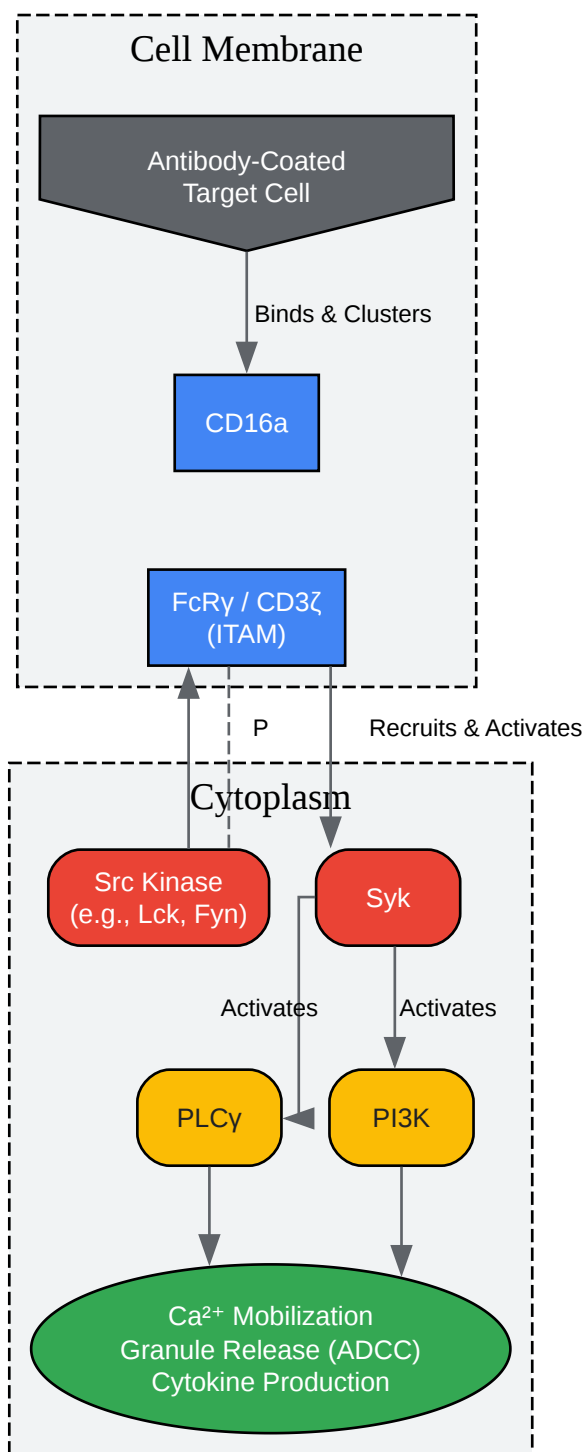 Cell Membrane
Antibody-Coated
Target Cell
Binds & Clusters
CD16a
FcRγ / CD3ζ
(ITAM)
P
Recruits & Activates
Cytoplasm
Src Kinase
(e.g., Lck, Fyn)
Syk
Activates
Activates
PLCγ
PI3K
Ca²⁺ Mobilization
Granule Release (ADCC)
Cytokine Production